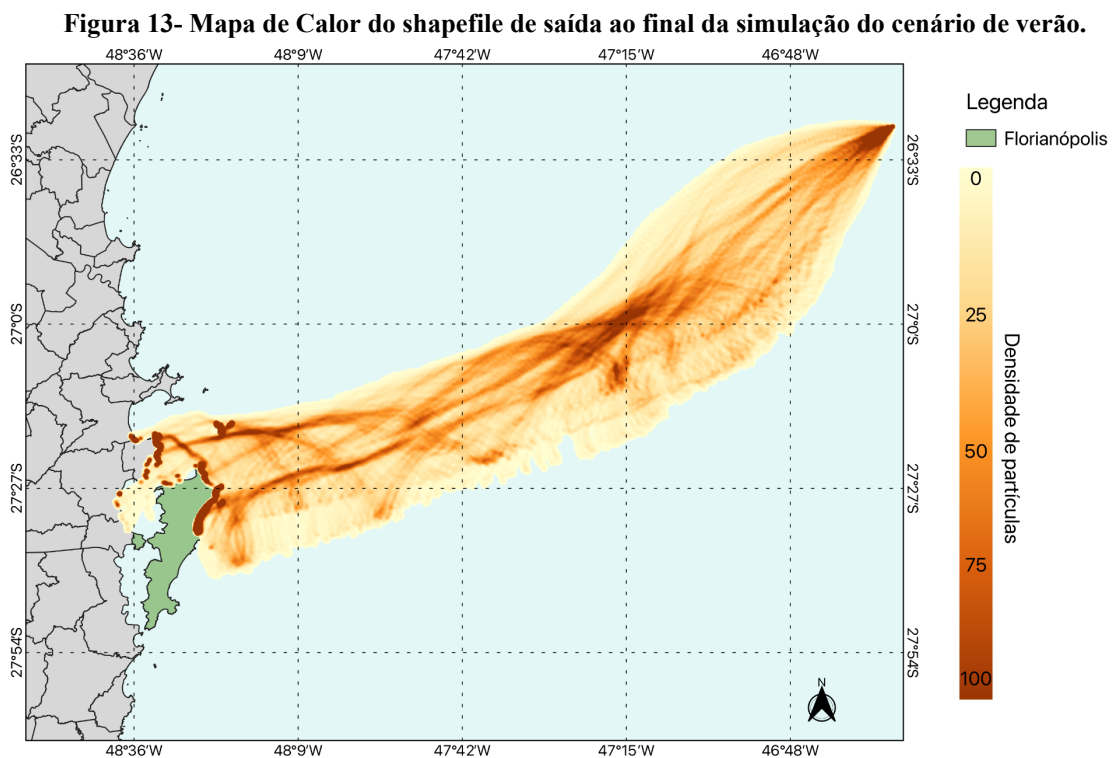 Figura 13- Mapa de Calor do shapefile de saída ao final da simulação do cenário de verão.
48°36'W 48°9'W 47°42'W 47°15'W 46°48'W
26°33'S 26°33'S
27°0'S 27°0'S
27°27'S 27°27'S
27°54'S 27°54'S
N
48°36'W 48°9'W 47°42'W 47°15'W 46°48'W
Legenda
Florianópolis
0
25
50
75
100
Densidade de partículas